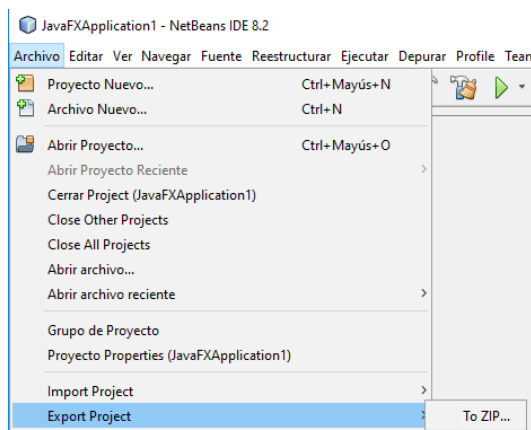 JavaFXApplication1 - NetBeans IDE 8.2
Archivo Editar Ver Navegar Fuente Reestructurar Ejecutar Depurar Profile Tean
Proyecto Nuevo... Ctrl+Mayús+N
Archivo Nuevo... Ctrl+N
Abrir Proyecto... Ctrl+Mayús+O
Abrir Proyecto Reciente
Cerrar Project (JavaFXApplication1)
Close Other Projects
Close All Projects
Abrir archivo...
Abrir archivo reciente
Grupo de Proyecto
Proyecto Properties (JavaFXApplication1)
Import Project
Export Project To ZIP...